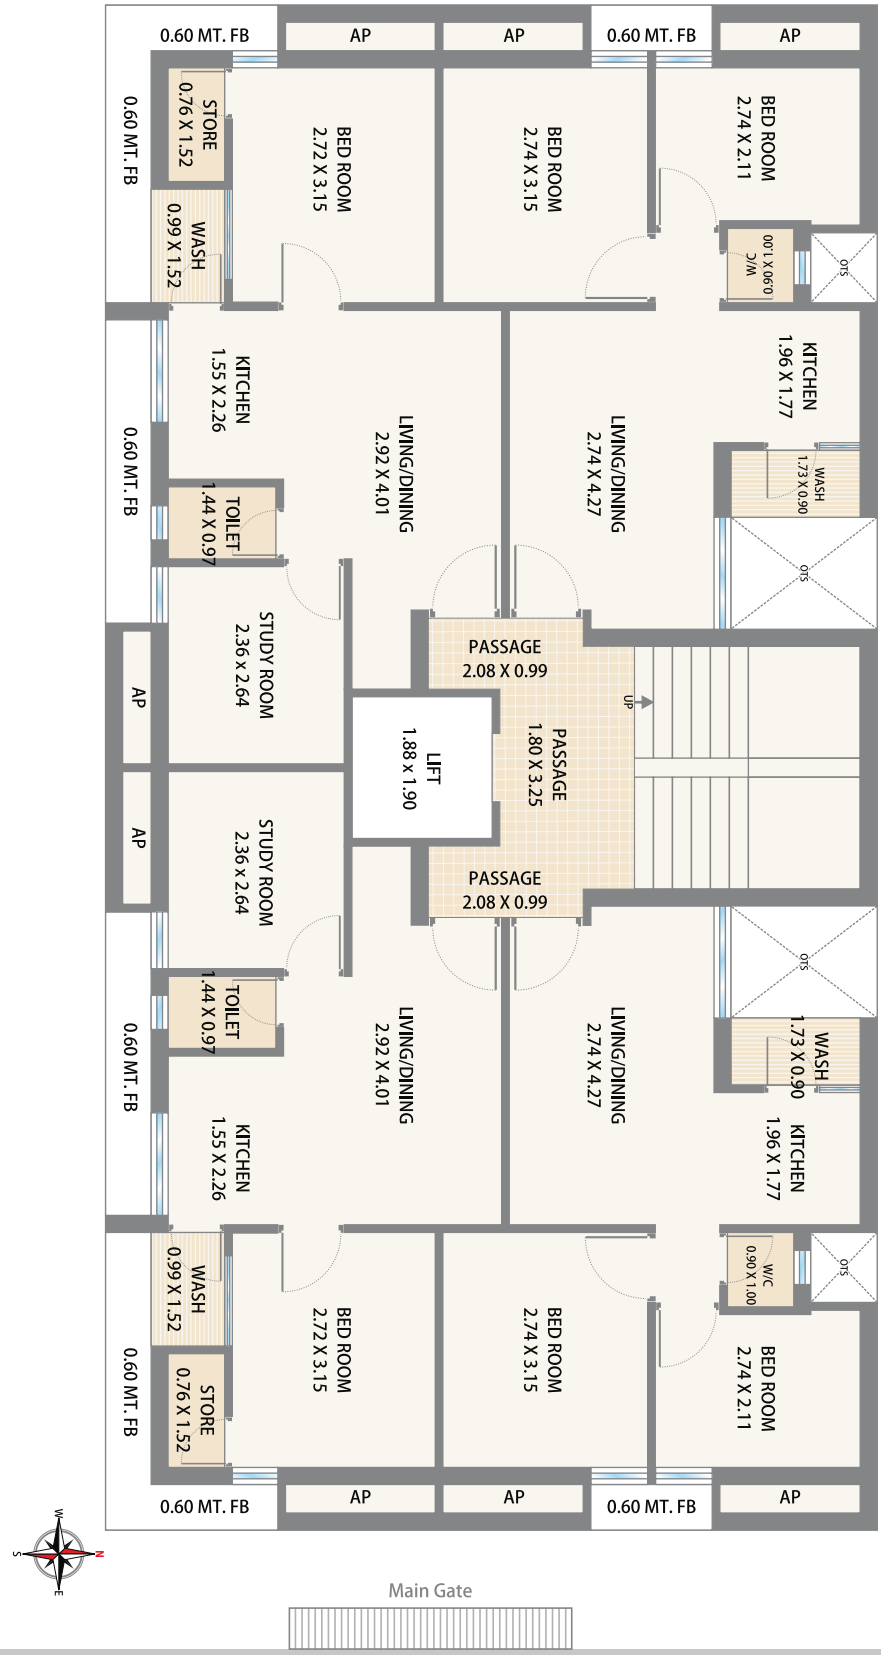 0.60 MT. FB
AP
AP
0.60 MT. FB
AP
0.60 MT. FB
STORE
0.76 X 1.52
BED ROOM
2.72 X 3.15
BED ROOM
2.74 X 3.15
BED ROOM
2.74 X 2.11
WASH
0.99 X 1.52
W/C
0.90 X 1.00
OTS
KITCHEN
1.55 X 2.26
LIVING/DINING
2.92 X 4.01
LIVING/DINING
2.74 X 4.27
KITCHEN
1.96 X 1.77
0.60 MT. FB
TOILET
1.44 X 0.97
WASH
1.73 X 0.90
OTS
STUDY ROOM
2.36 x 2.64
PASSAGE
2.08 X 0.99
AP
UP
LIFT
1.88 x 1.90
PASSAGE
1.80 X 3.25
AP
STUDY ROOM
2.36 x 2.64
PASSAGE
2.08 X 0.99
OTS
TOILET
1.44 X 0.97
0.60 MT. FB
LIVING/DINING
2.92 X 4.01
LIVING/DINING
2.74 X 4.27
WASH
1.73 X 0.90
KITCHEN
1.55 X 2.26
KITCHEN
1.96 X 1.77
WASH
0.99 X 1.52
W/C
0.90 X 1.00
OTS
0.60 MT. FB
STORE
0.76 X 1.52
BED ROOM
2.72 X 3.15
BED ROOM
2.74 X 3.15
BED ROOM
2.74 X 2.11
0.60 MT. FB
AP
AP
0.60 MT. FB
AP
W
S
N
E
Main Gate